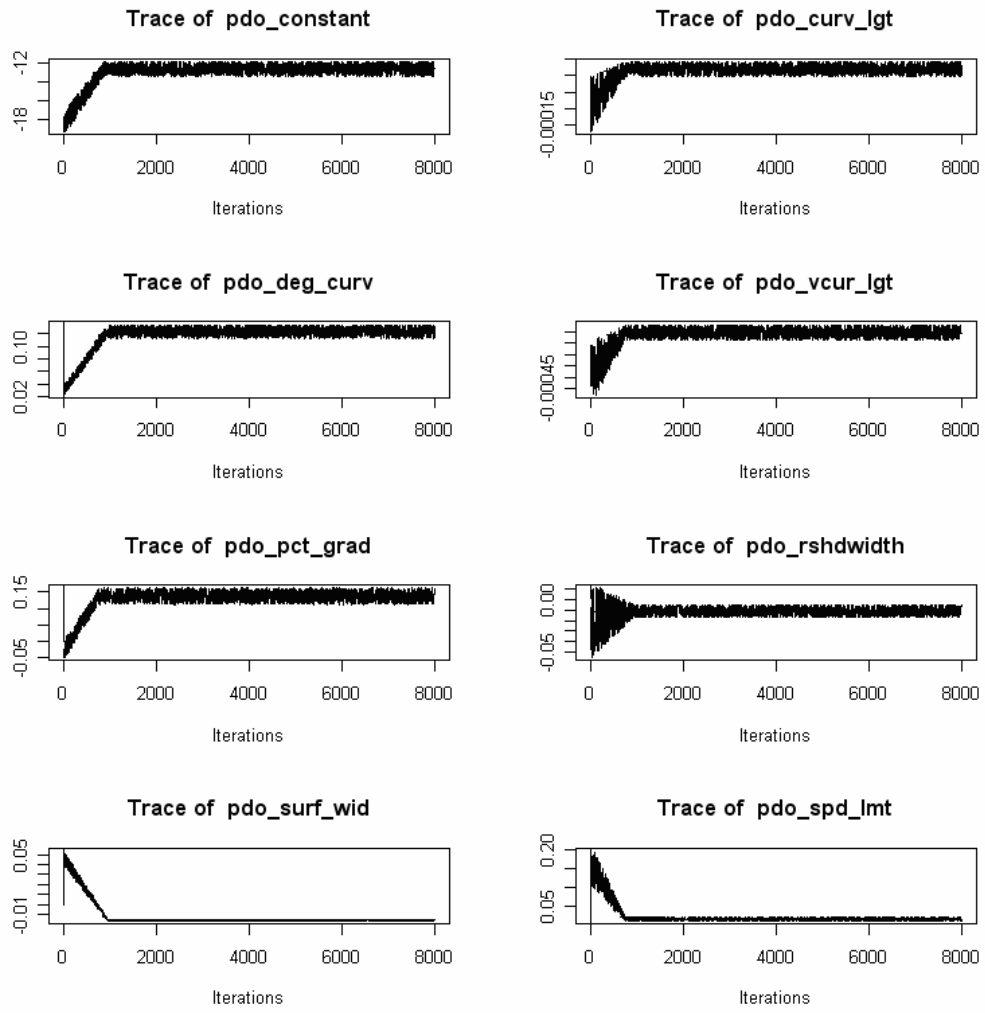 Trace of pdo_constant
-12
-18
0 2000 4000 6000 8000
Iterations
Trace of pdo_curv_lgt
-0.00015
0 2000 4000 6000 8000
Iterations
Trace of pdo_deg_curv
0.10
0.02
0 2000 4000 6000 8000
Iterations
Trace of pdo_vcur_lgt
-0.00045
0 2000 4000 6000 8000
Iterations
Trace of pdo_pct_grad
0.15
-0.05
0 2000 4000 6000 8000
Iterations
Trace of pdo_rshdwidth
0.00
-0.05
0 2000 4000 6000 8000
Iterations
Trace of pdo_surf_wid
0.05
-0.01
0 2000 4000 6000 8000
Iterations
Trace of pdo_spd_lmt
0.20
0.05
0 2000 4000 6000 8000
Iterations